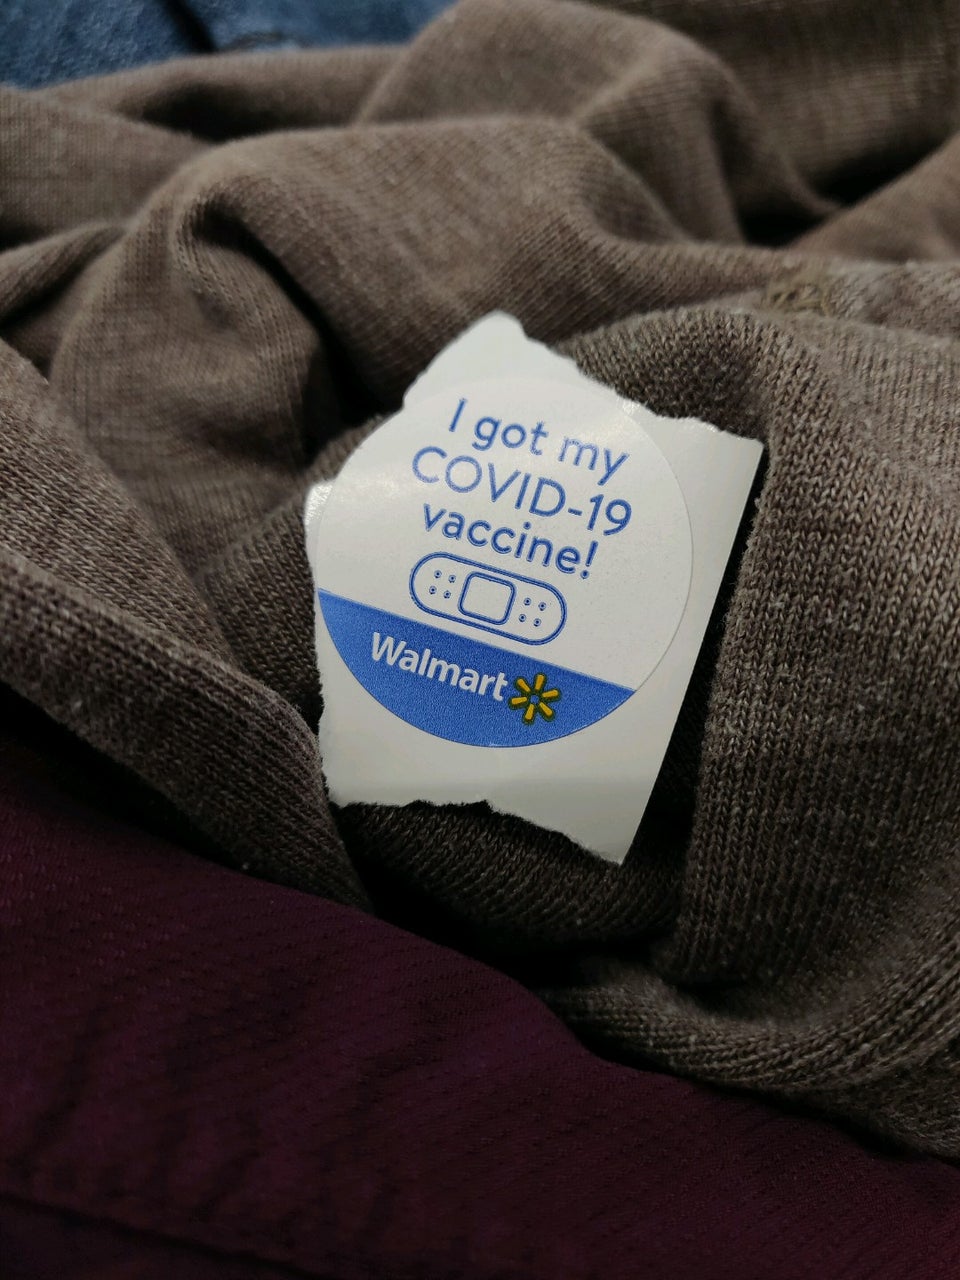 I got my
COVID-19
vaccine!
Walmart